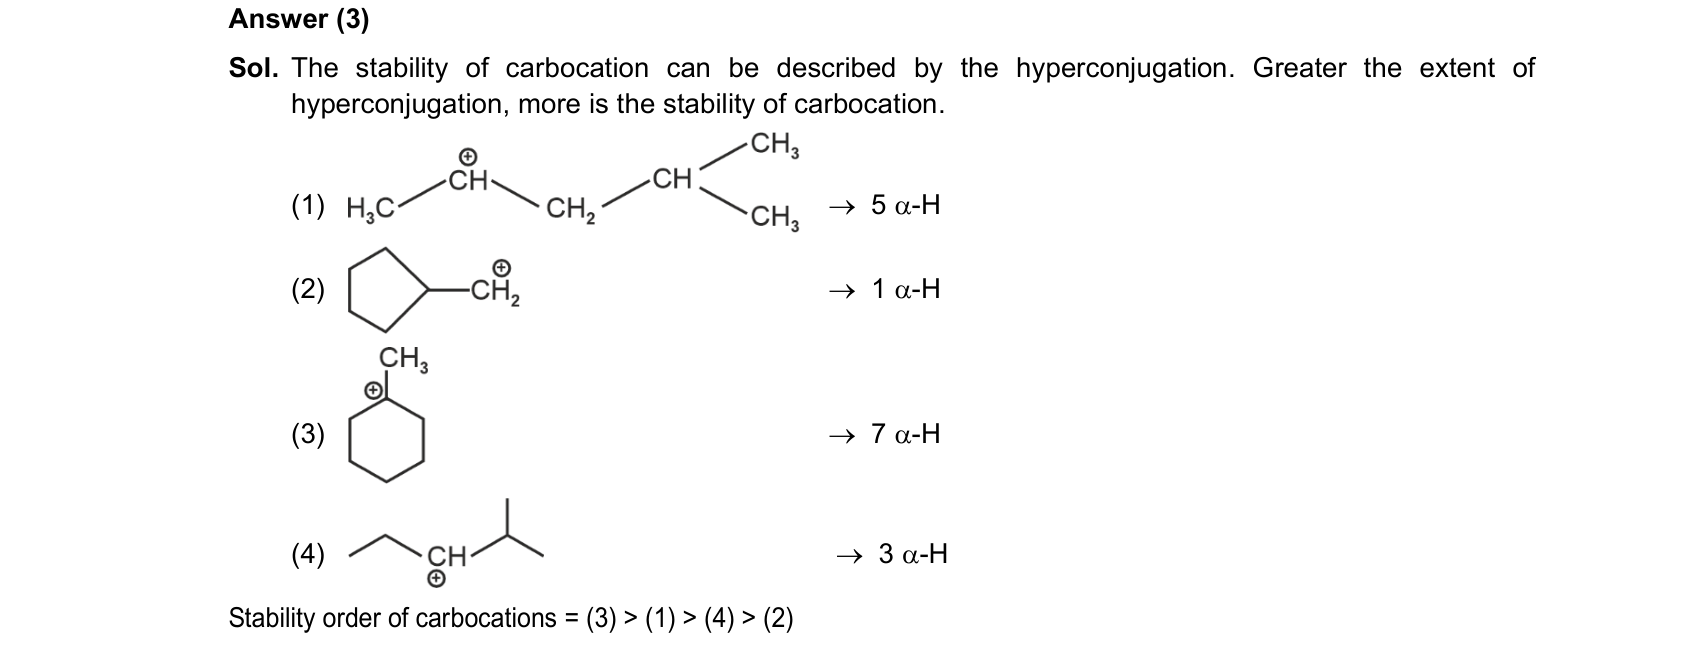 Answer (3)
Sol. The stability of carbocation can be described by the hyperconjugation. Greater the extent of
hyperconjugation, more is the stability of carbocation.
(1) H₃C CH⊕ CH₂ CH CH₃ CH₃ → 5 α-H
(2) CH₂⊕ → 1 α-H
CH₃
⊕
(3) → 7 α-H
(4) CH⊕ → 3 α-H
Stability order of carbocations = (3) > (1) > (4) > (2)